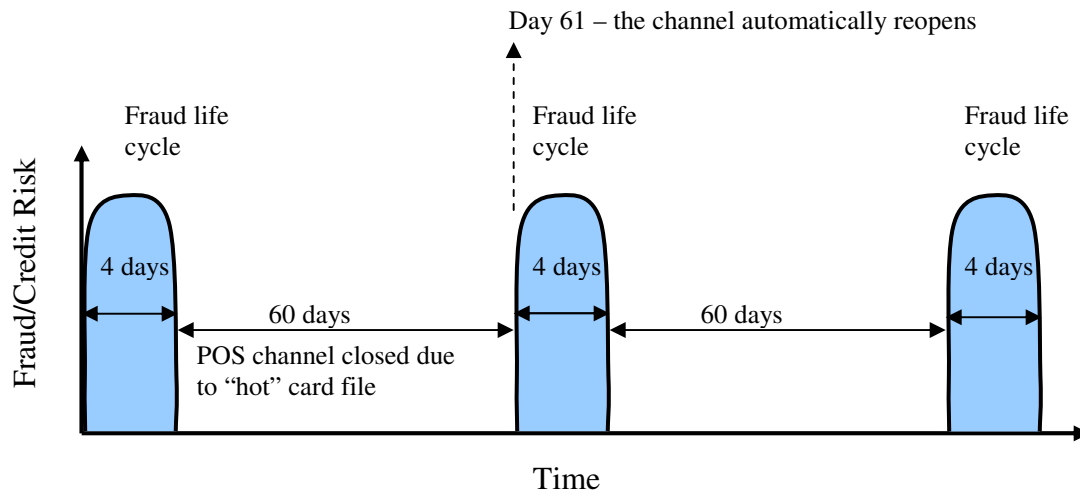 Day 61 – the channel automatically reopens
Fraud life
cycle
Fraud life
cycle
Fraud life
cycle
Fraud/Credit Risk
4 days
4 days
4 days
60 days
60 days
POS channel closed due
to “hot” card file
Time